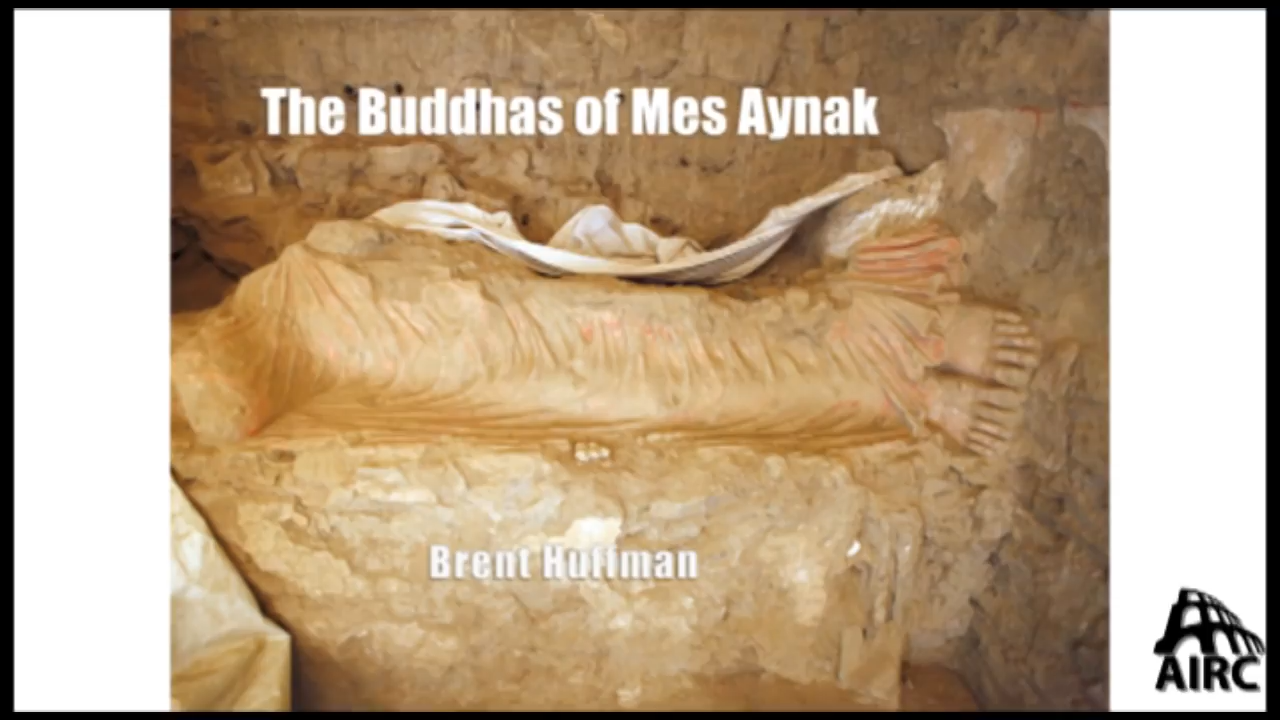 The Buddhas of Mes Aynak
Brent Huffman
AIRC